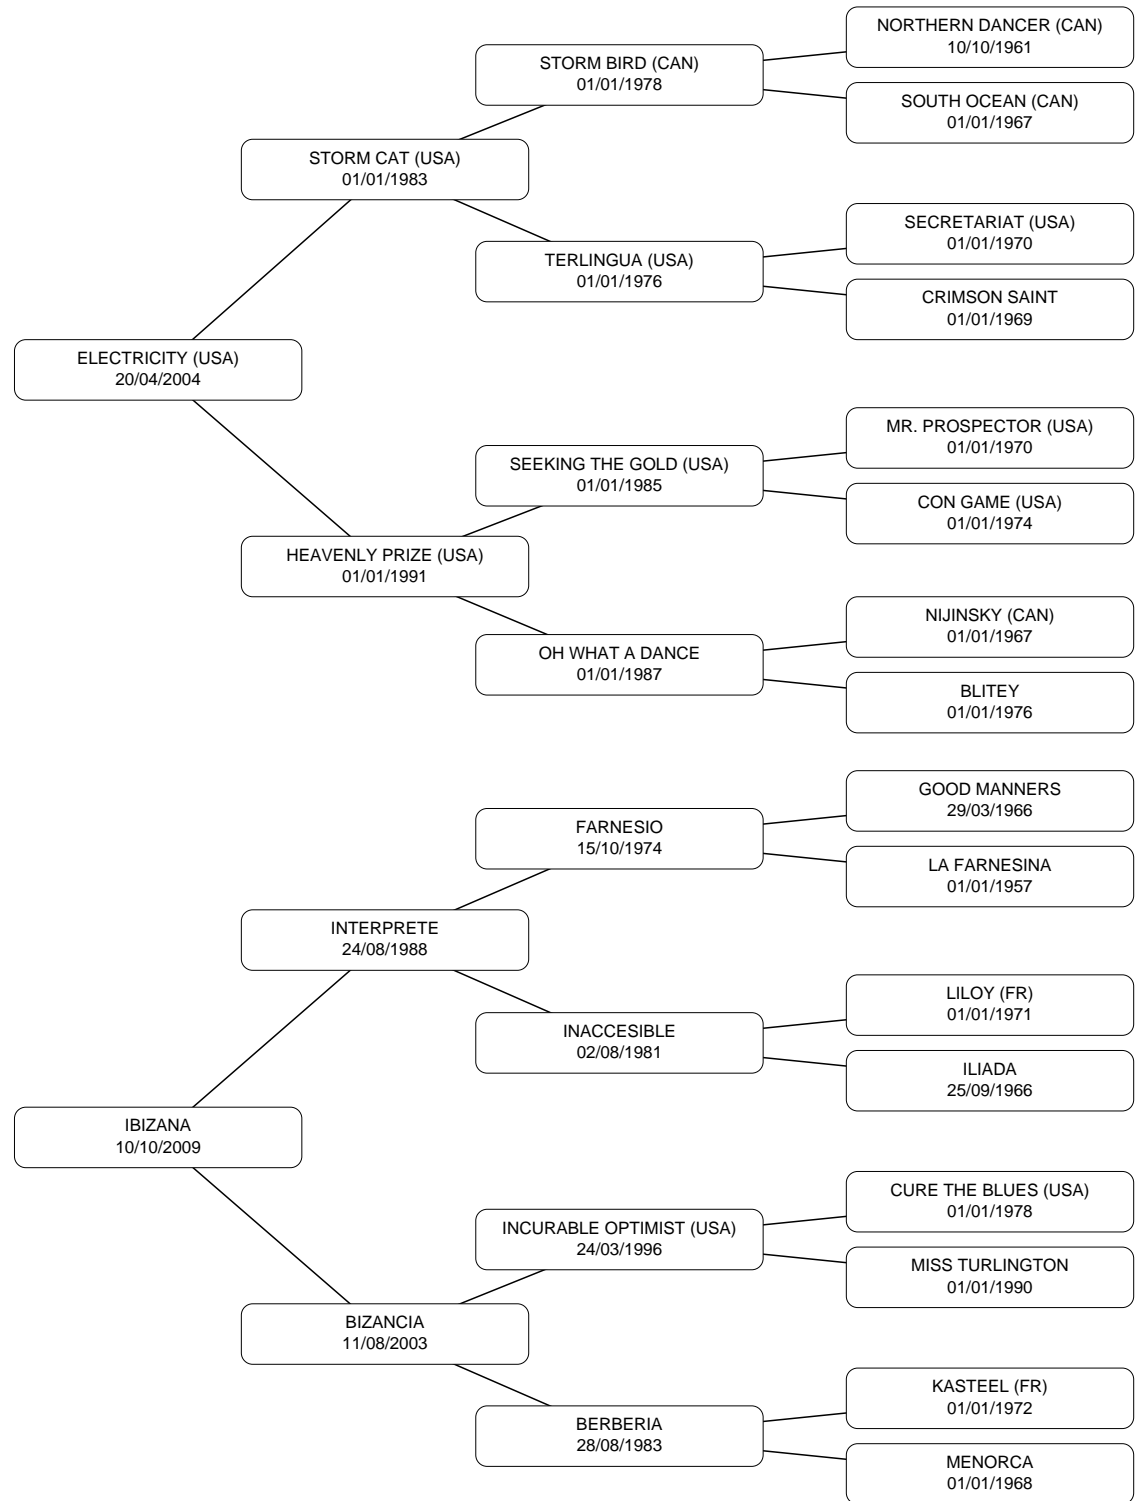 NORTHERN DANCER (CAN)
10/10/1961
STORM BIRD (CAN)
01/01/1978
SOUTH OCEAN (CAN)
01/01/1967
STORM CAT (USA)
01/01/1983
SECRETARIAT (USA)
01/01/1970
TERLINGUA (USA)
01/01/1976
CRIMSON SAINT
01/01/1969
ELECTRICITY (USA)
20/04/2004
MR. PROSPECTOR (USA)
01/01/1970
SEEKING THE GOLD (USA)
01/01/1985
CON GAME (USA)
01/01/1974
HEAVENLY PRIZE (USA)
01/01/1991
NIJINSKY (CAN)
01/01/1967
OH WHAT A DANCE
01/01/1987
BLITEY
01/01/1976
GOOD MANNERS
29/03/1966
FARNESIO
15/10/1974
LA FARNESINA
01/01/1957
INTERPRETE
24/08/1988
LILOY (FR)
01/01/1971
INACCESIBLE
02/08/1981
ILIADA
25/09/1966
IBIZANA
10/10/2009
CURE THE BLUES (USA)
01/01/1978
INCURABLE OPTIMIST (USA)
24/03/1996
MISS TURLINGTON
01/01/1990
BIZANCIA
11/08/2003
KASTEEL (FR)
01/01/1972
BERBERIA
28/08/1983
MENORCA
01/01/1968